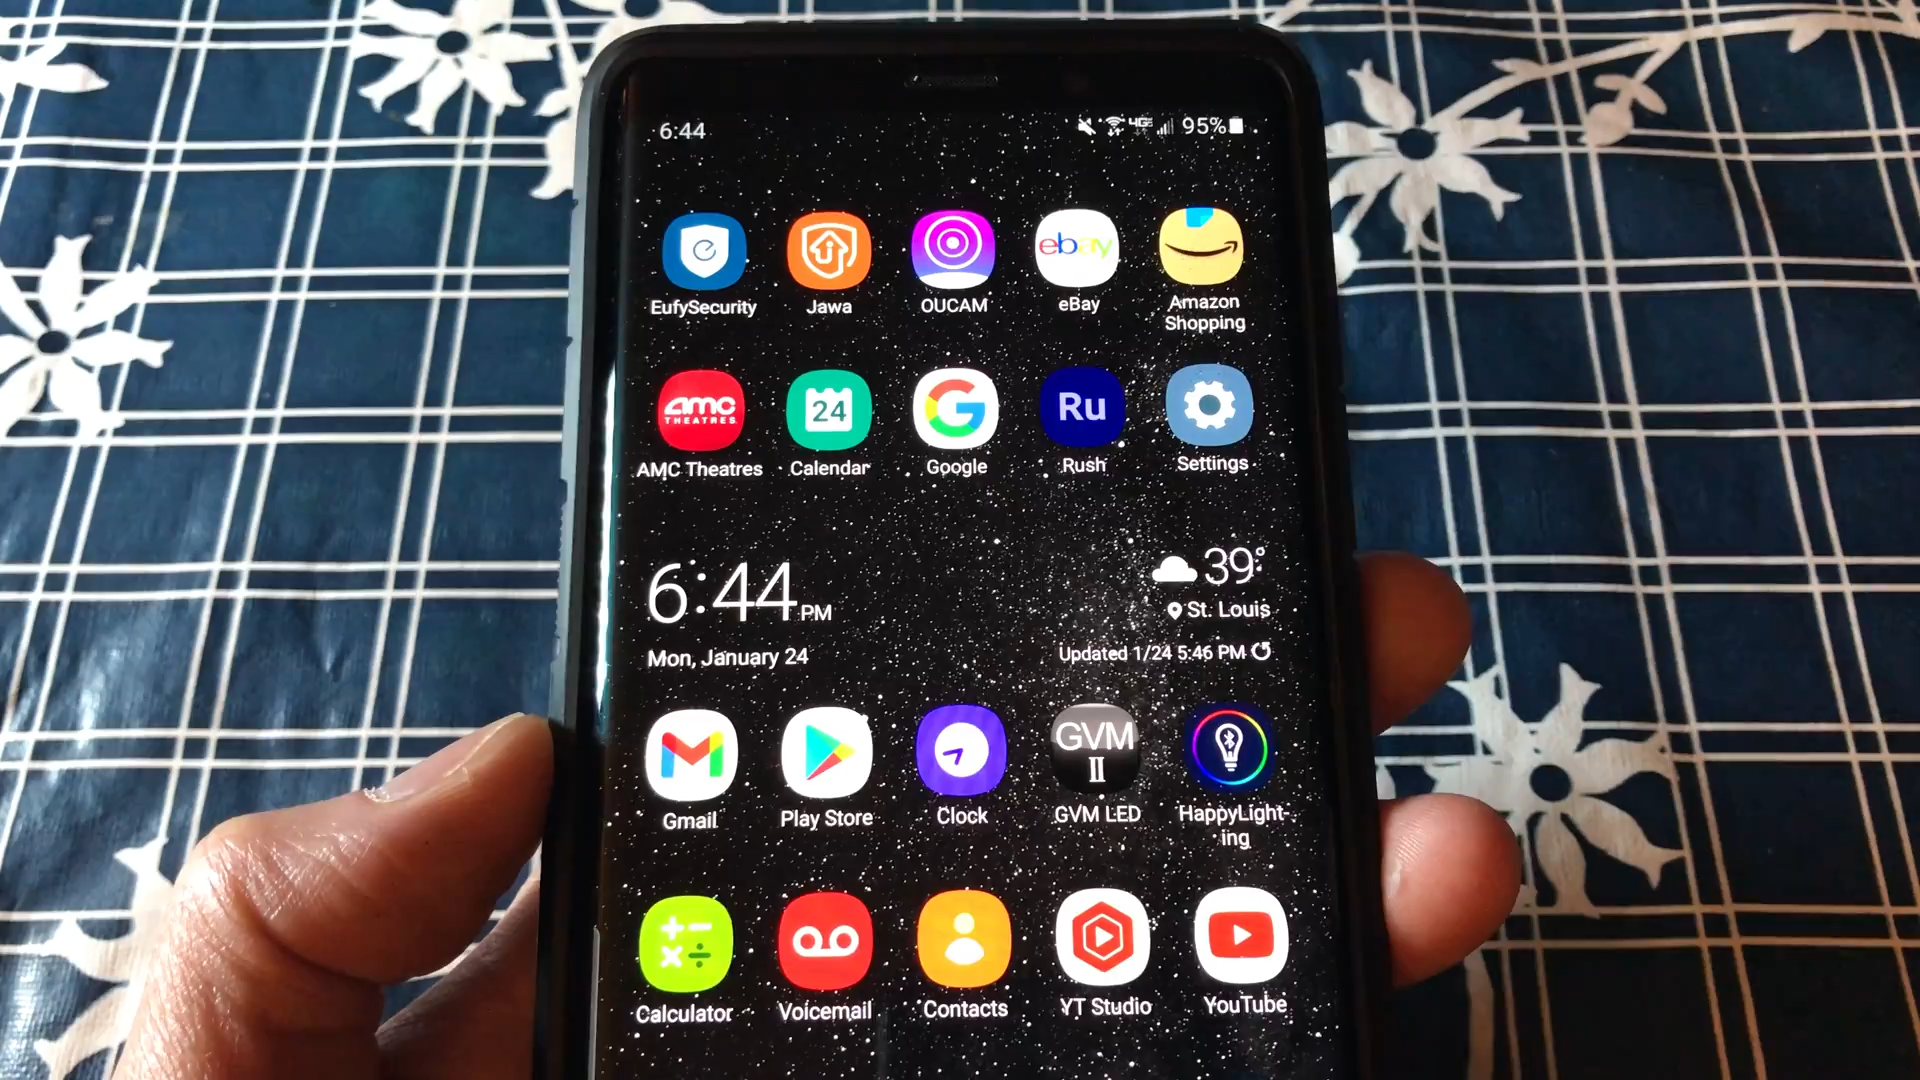 6:44
4GE 95%
ebay
EufySecurity Jawa OUCAM eBay Amazon Shopping
amc THEATRES 24 G Ru
AMC Theatres Calendar Google Rush Settings
6:44 PM
39°
St. Louis
Mon, January 24
Updated 1/24 5:46 PM
GVM II
Gmail Play Store Clock GVM LED HappyLight-
ing
Calculator Voicemail Contacts YT Studio YouTube